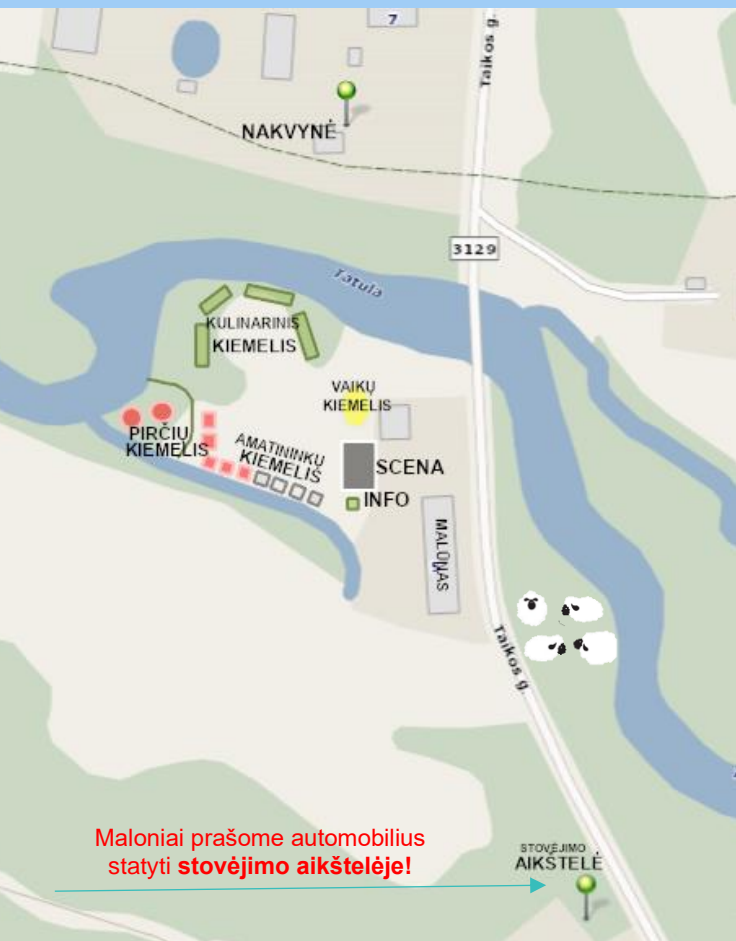 7
Taikos g.
NAKVYNĖ
3129
Tatula
KULINARINIS
KIEMELIS
VAIKŲ
KIEMELIS
PIRČIŲ
KIEMELIS
AMATININKŲ
KIEMELIS
SCENA
INFO
MALŪNAS
Taikos g.
Maloniai prašome automobilius
statyti stovėjimo aikštelėje!
STOVĖJIMO
AIKŠTELĖ